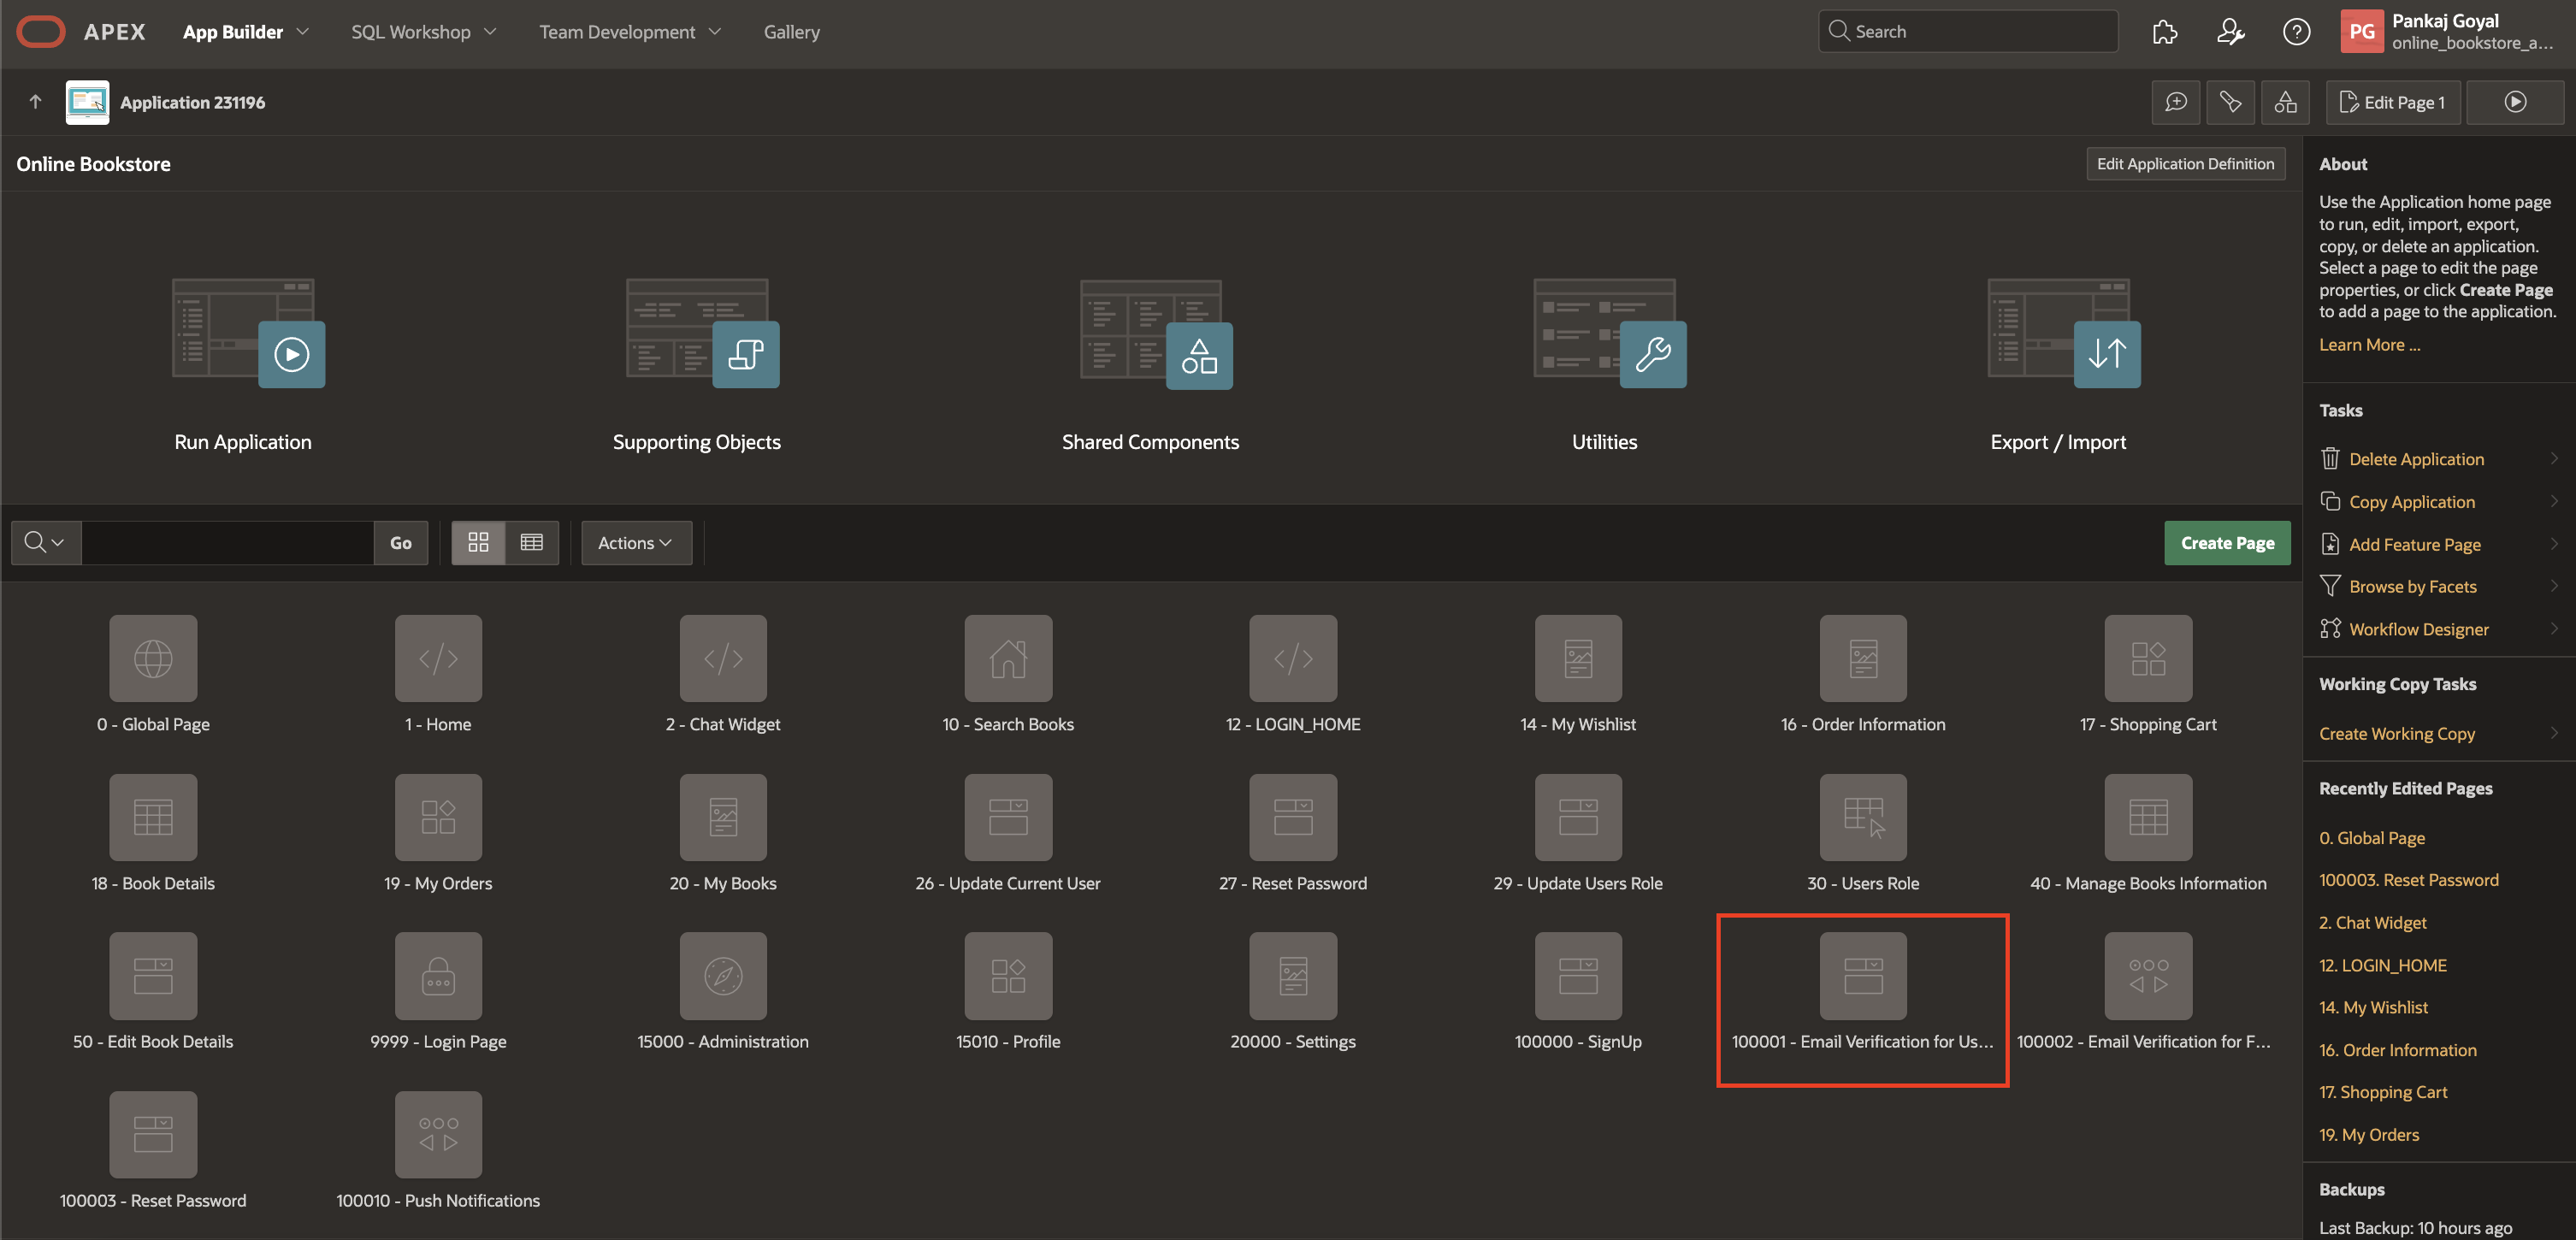 APEX
App Builder
SQL Workshop
Team Development
Gallery
Search
PG
Pankaj Goyal
online_bookstore_a...
Application 231196
Edit Page 1
Online Bookstore
Edit Application Definition
Run Application
Supporting Objects
Shared Components
Utilities
Export / Import
Go
Actions
Create Page
0 - Global Page
1 - Home
2 - Chat Widget
10 - Search Books
12 - LOGIN_HOME
14 - My Wishlist
16 - Order Information
17 - Shopping Cart
18 - Book Details
19 - My Orders
20 - My Books
26 - Update Current User
27 - Reset Password
29 - Update Users Role
30 - Users Role
40 - Manage Books Information
50 - Edit Book Details
9999 - Login Page
15000 - Administration
15010 - Profile
20000 - Settings
100000 - SignUp
100001 - Email Verification for Us...
100002 - Email Verification for F...
100003 - Reset Password
100010 - Push Notifications
About
Use the Application home page
to run, edit, import, export,
copy, or delete an application.
Select a page to edit the page
properties, or click Create Page
to add a page to the application.
Learn More ...
Tasks
Delete Application
Copy Application
Add Feature Page
Browse by Facets
Workflow Designer
Working Copy Tasks
Create Working Copy
Recently Edited Pages
0. Global Page
100003. Reset Password
2. Chat Widget
12. LOGIN_HOME
14. My Wishlist
16. Order Information
17. Shopping Cart
19. My Orders
Backups
Last Backup: 10 hours ago